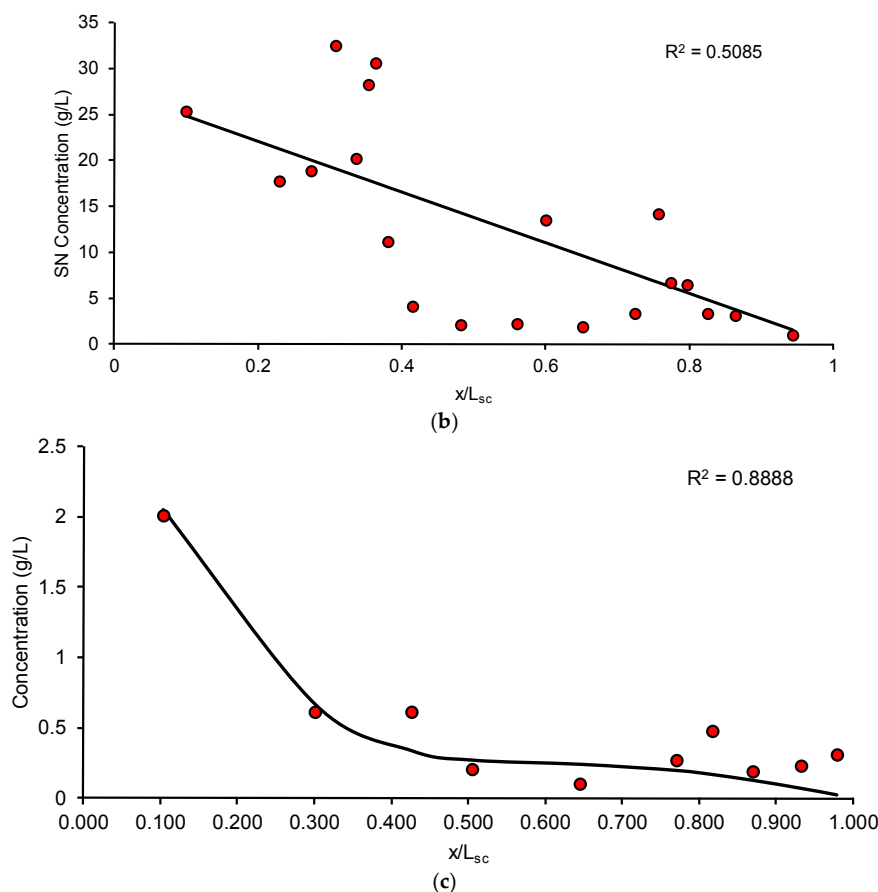 35
R² = 0.5085
30
25
20
15
10
5
0
SN Concentration (g/L)
0 0.2 0.4 0.6 0.8 1
x/Lsc
(b)
2.5
R² = 0.8888
2
1.5
1
0.5
0
Concentration (g/L)
0.000 0.100 0.200 0.300 0.400 0.500 0.600 0.700 0.800 0.900 1.000
x/Lsc
(c)